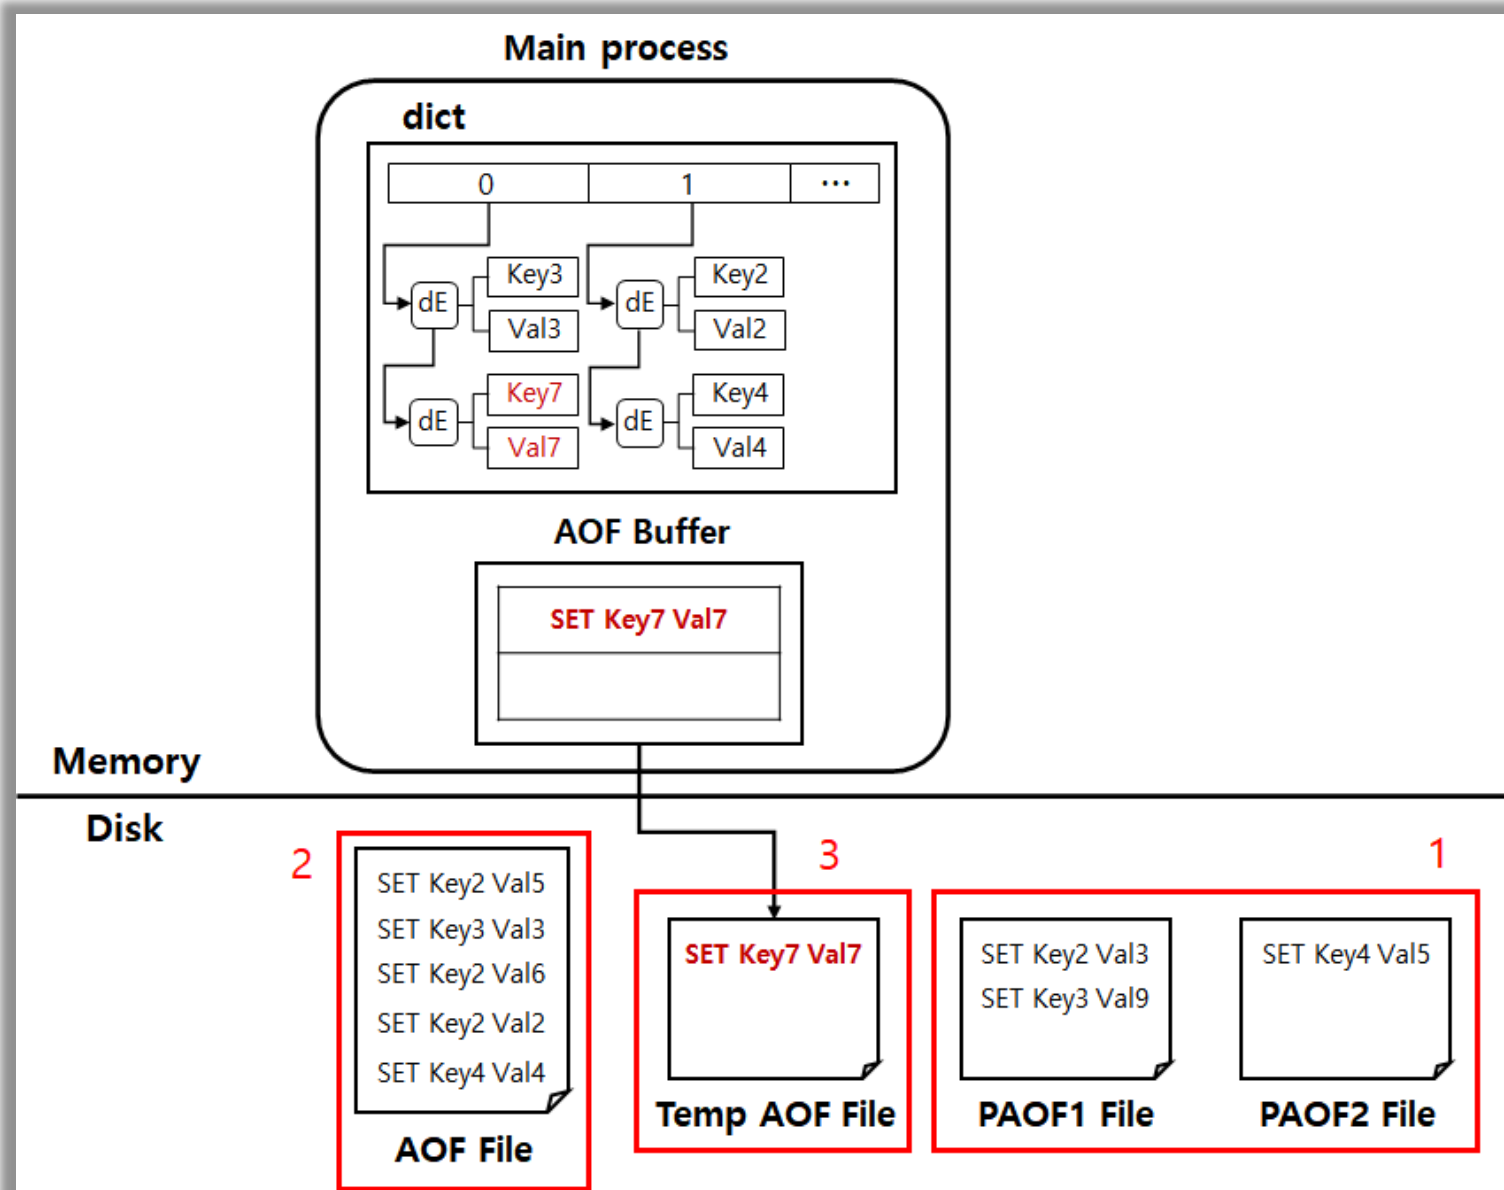 Main process
dict
0 1 ...
Key3
Key2
dE
dE
Val3
Val2
Key7
Key4
dE
dE
Val7
Val4
AOF Buffer
SET Key7 Val7
Memory
Disk
2
SET Key2 Val5
SET Key3 Val3
SET Key2 Val6
SET Key2 Val2
SET Key4 Val4
AOF File
3
SET Key7 Val7
Temp AOF File
1
SET Key2 Val3
SET Key3 Val9
PAOF1 File
SET Key4 Val5
PAOF2 File